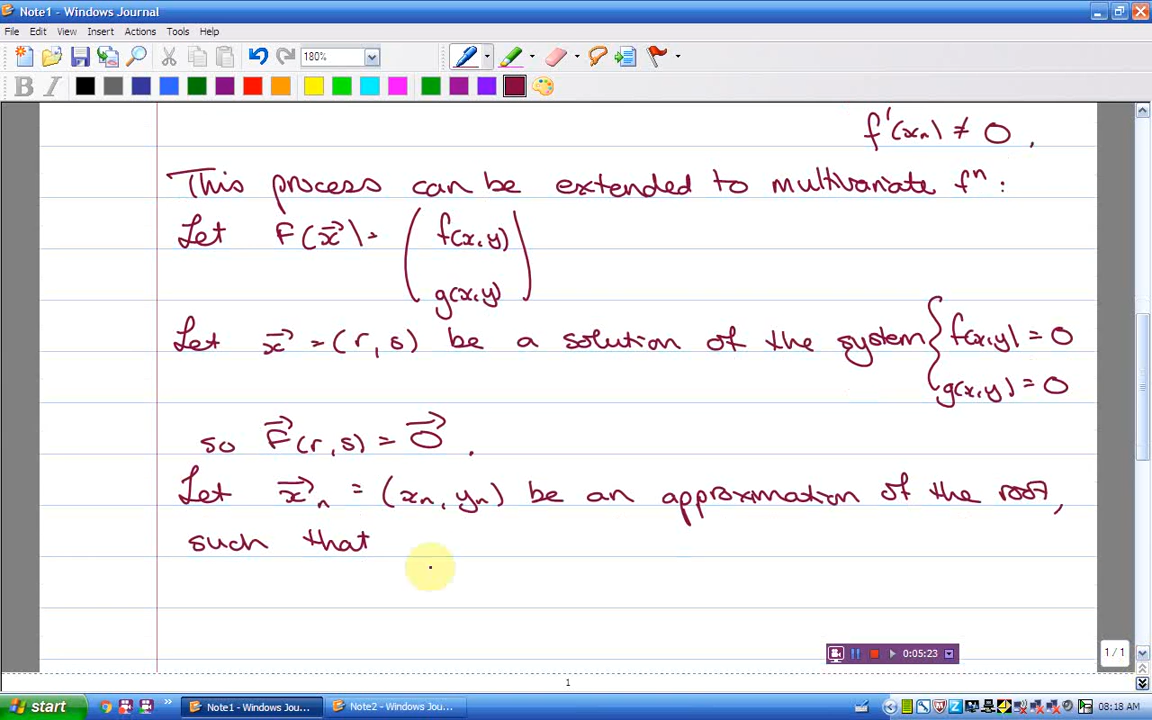 Note1 - Windows Journal
File Edit View Insert Actions Tools Help
180%
B I
f'(xₙ) ≠ 0,
This process can be extended to multivariate fⁿ:
Let F(x⃗) = ( f(x,y)
g(x,y) )
Let x⃗ = (r, s) be a solution of the system { f(x,y) = 0
g(x,y) = 0
so F⃗(r, s) = 0⃗.
Let x⃗ₙ = (xₙ, yₙ) be an approximation of the root,
such that
0:05:23
1 / 1
1
start
Note1 - Windows Jou...
Note2 - Windows Jou...
08:18 AM